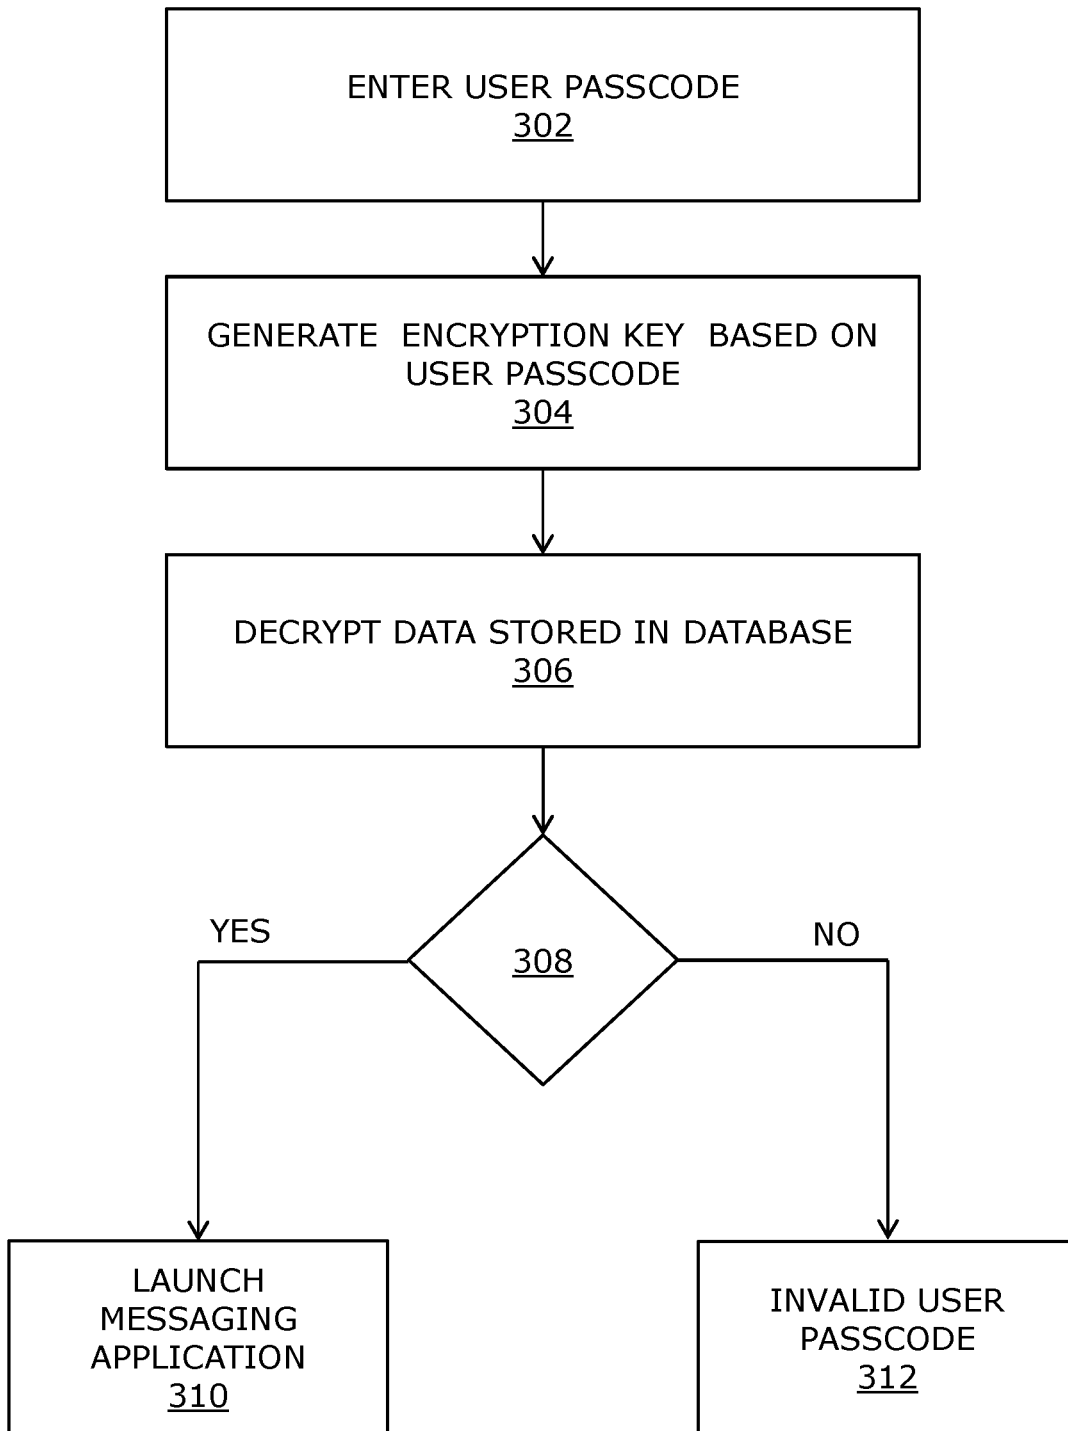 ENTER USER PASSCODE
302
GENERATE ENCRYPTION KEY BASED ON
USER PASSCODE
304
DECRYPT DATA STORED IN DATABASE
306
YES
NO
308
LAUNCH
MESSAGING
APPLICATION
310
INVALID USER
PASSCODE
312